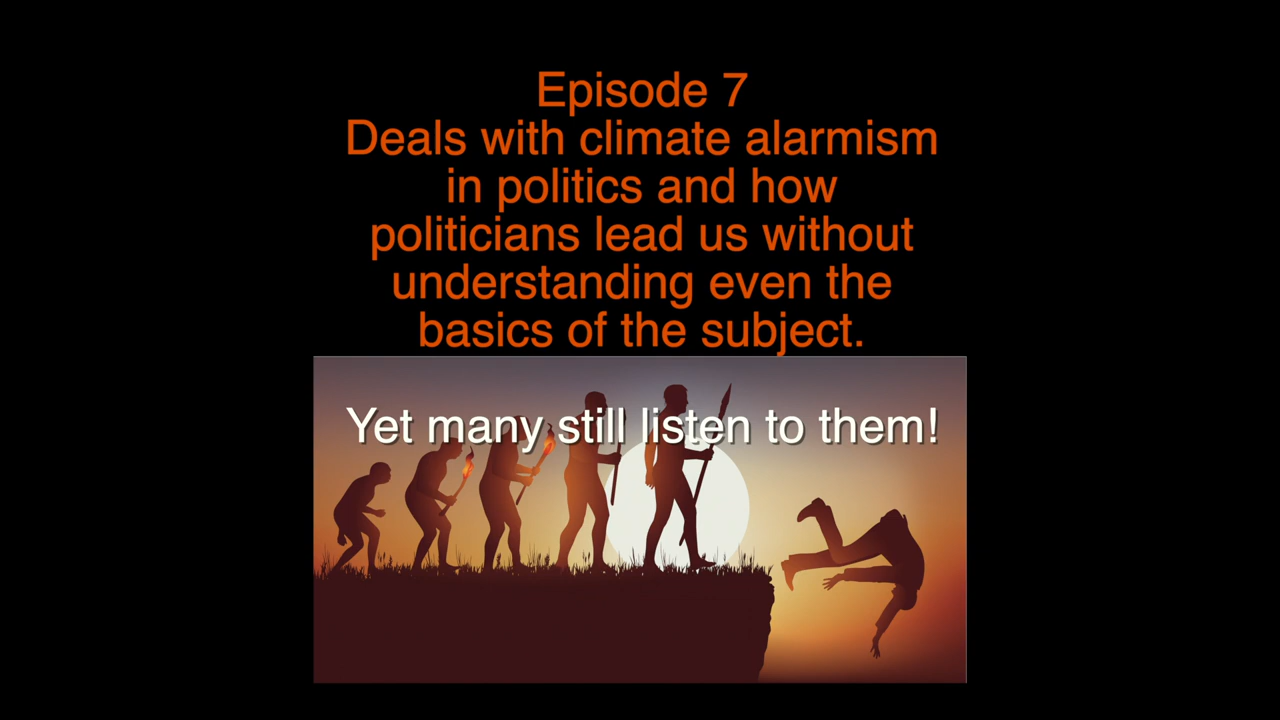 Episode 7
Deals with climate alarmism
in politics and how
politicians lead us without
understanding even the
basics of the subject.
Yet many still listen to them!